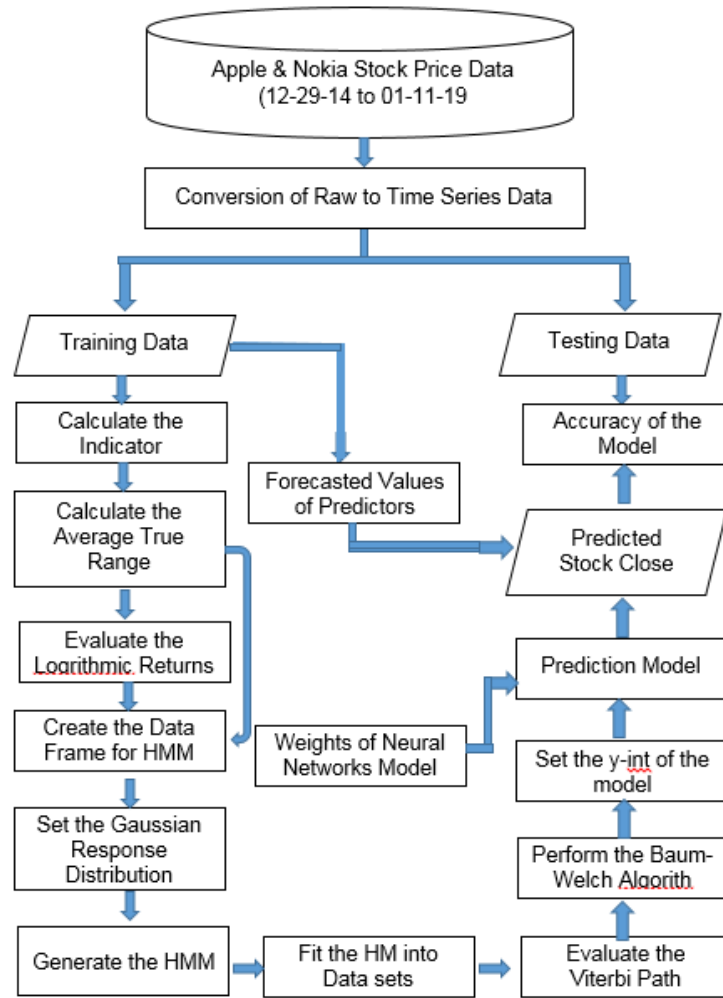 Apple & Nokia Stock Price Data
(12-29-14 to 01-11-19
Conversion of Raw to Time Series Data
Training Data
Testing Data
Calculate the
Indicator
Accuracy of the
Model
Forecasted Values
of Predictors
Calculate the
Average True
Range
Predicted
Stock Close
Evaluate the
Logrithmic Returns
Prediction Model
Create the Data
Frame for HMM
Weights of Neural
Networks Model
Set the y-int of the
model
Set the Gaussian
Response
Distribution
Perform the Baum-
Welch Algorith
Generate the HMM
Fit the HM into
Data sets
Evaluate the
Viterbi Path